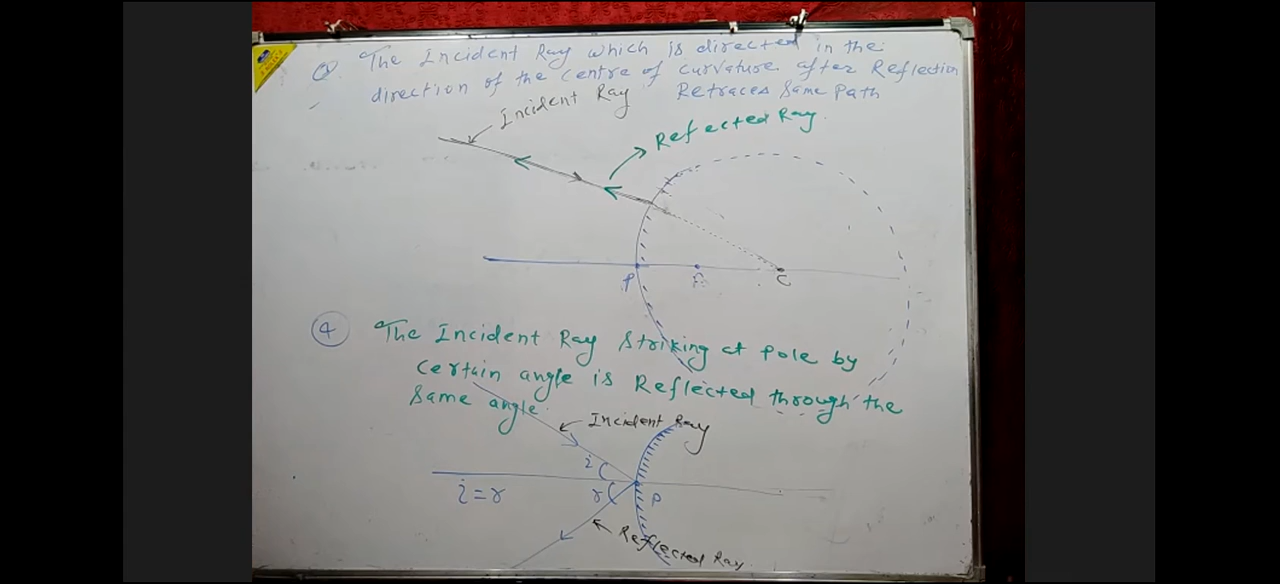 The Incident Ray which is directed in the
direction of the centre of curvature after Reflection
Retraces Same Path
Incident Ray
Reflected Ray.
P
F
C
4 The Incident Ray Striking at pole by
certain angle is Reflected through the
Same angle.
Incident Ray
i
i = r
r
P
Reflected Ray.